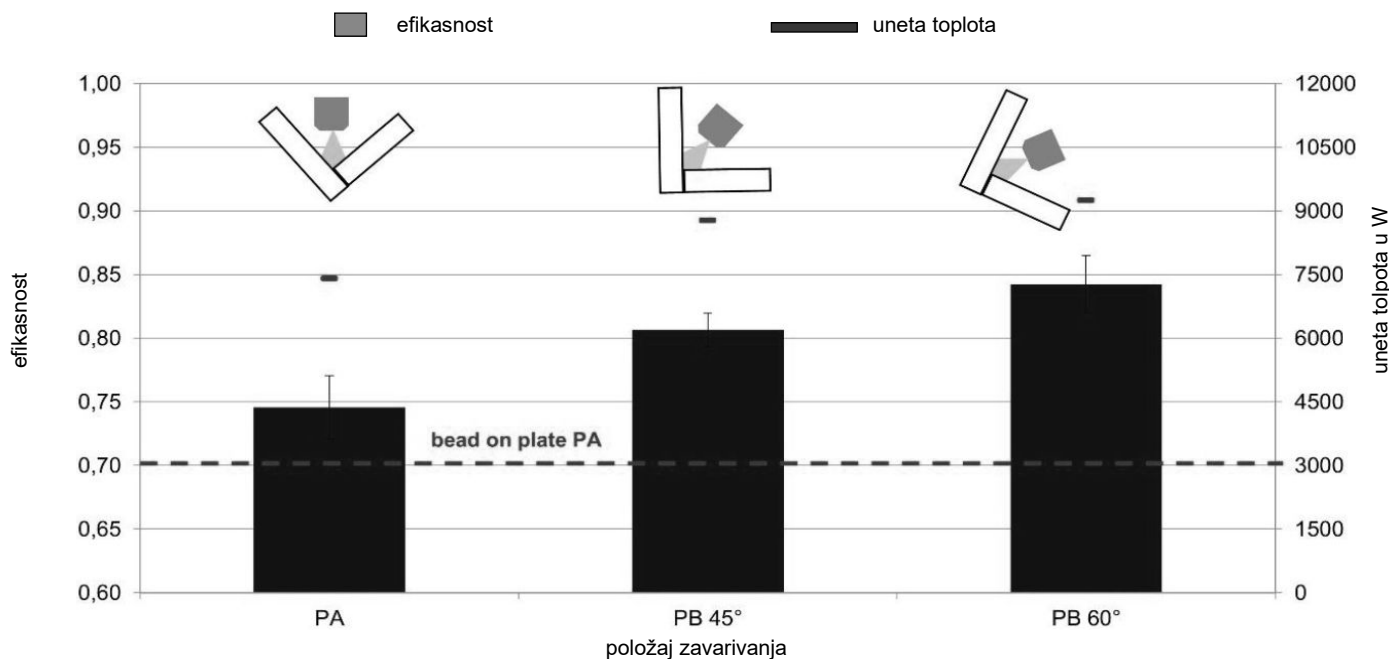 efikasnost uneta toplota
1,00 12000
0,95 10500
0,90 9000
0,85 7500
0,80 6000
0,75 4500
bead on plate PA
0,70 3000
0,65 1500
0,60 0
efikasnost
uneta tolpota u W
PA PB 45° PB 60°
položaj zavarivanja